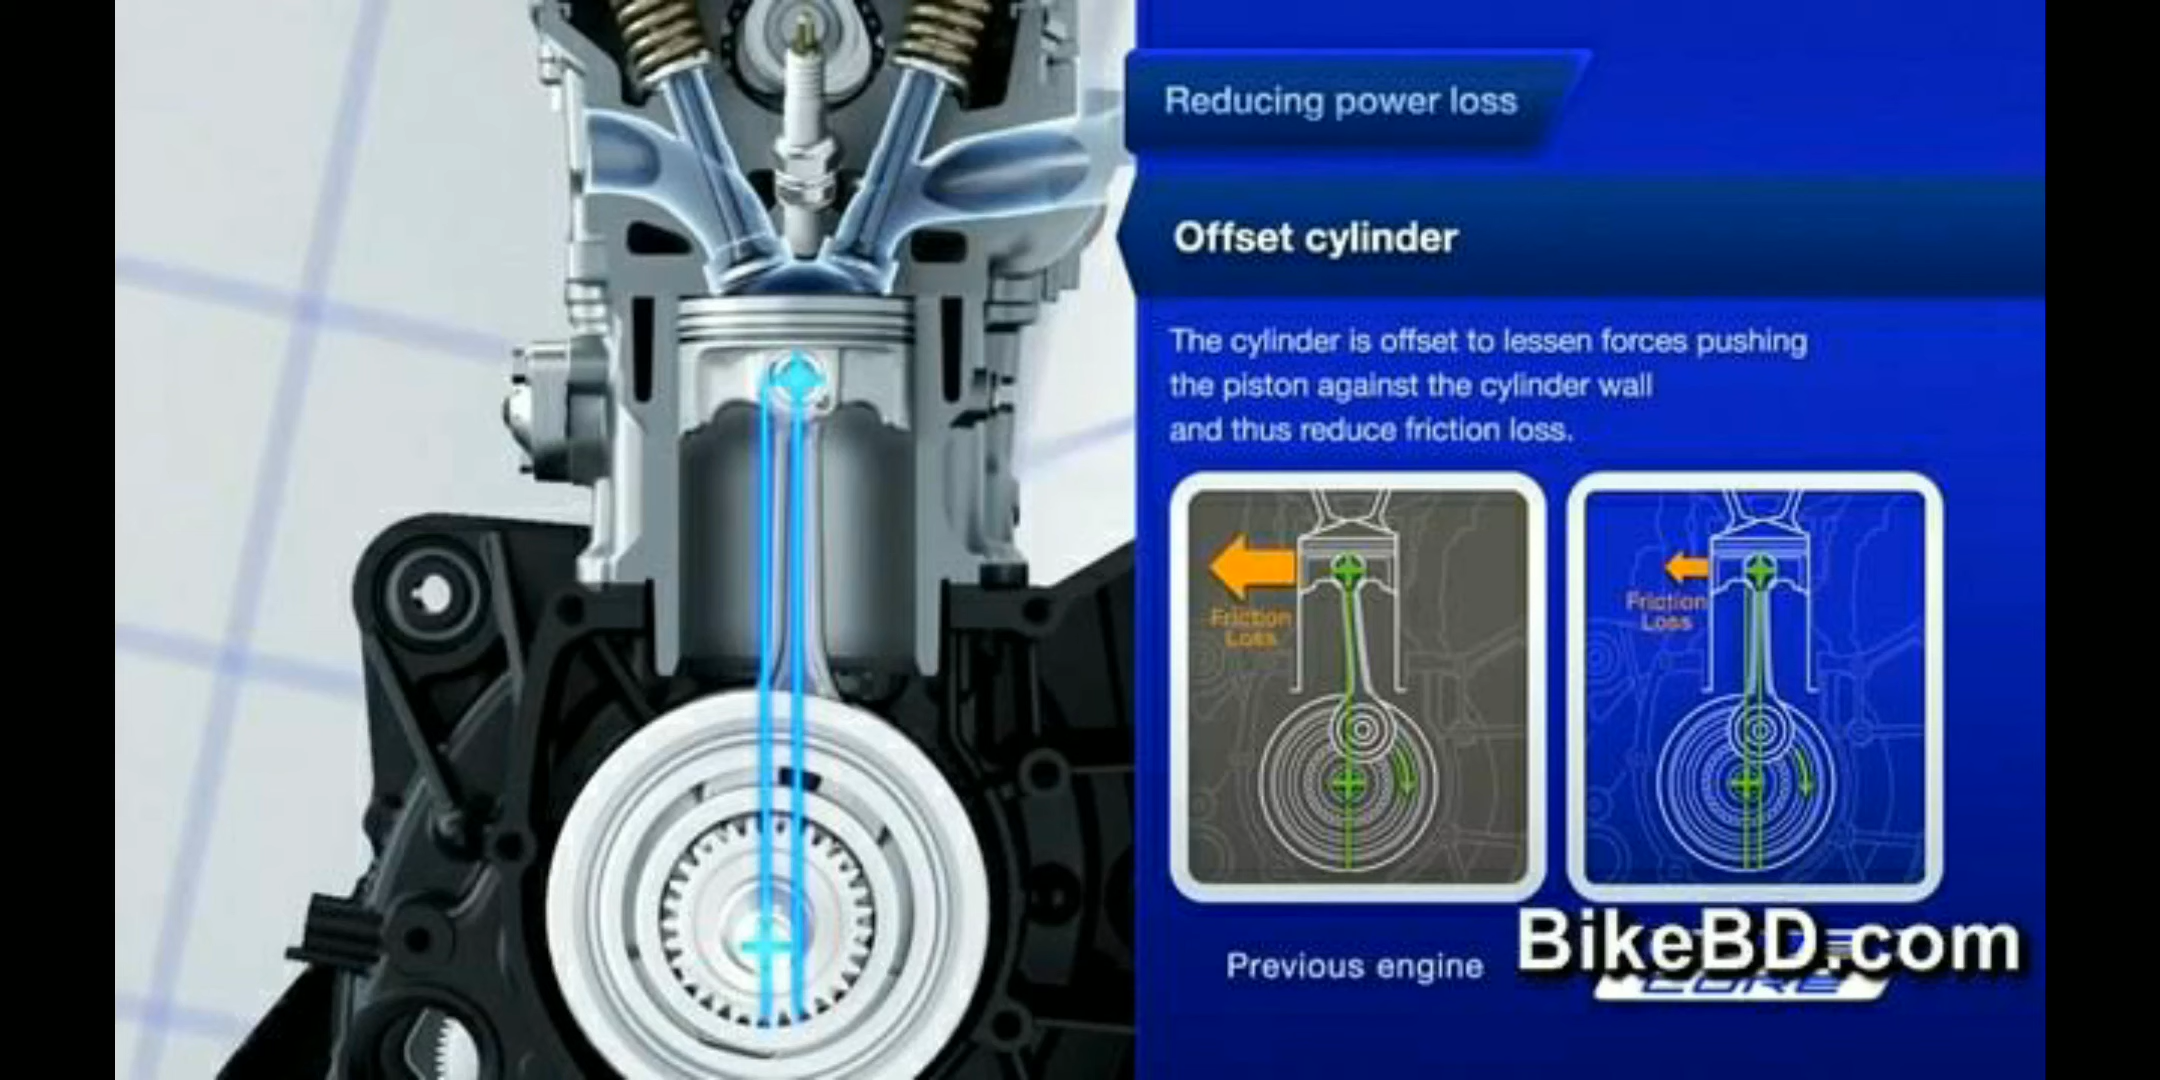 Reducing power loss
Offset cylinder
The cylinder is offset to lessen forces pushing
the piston against the cylinder wall
and thus reduce friction loss.
Friction
Loss
Friction
Loss
Previous engine
BikeBD.com
CORE